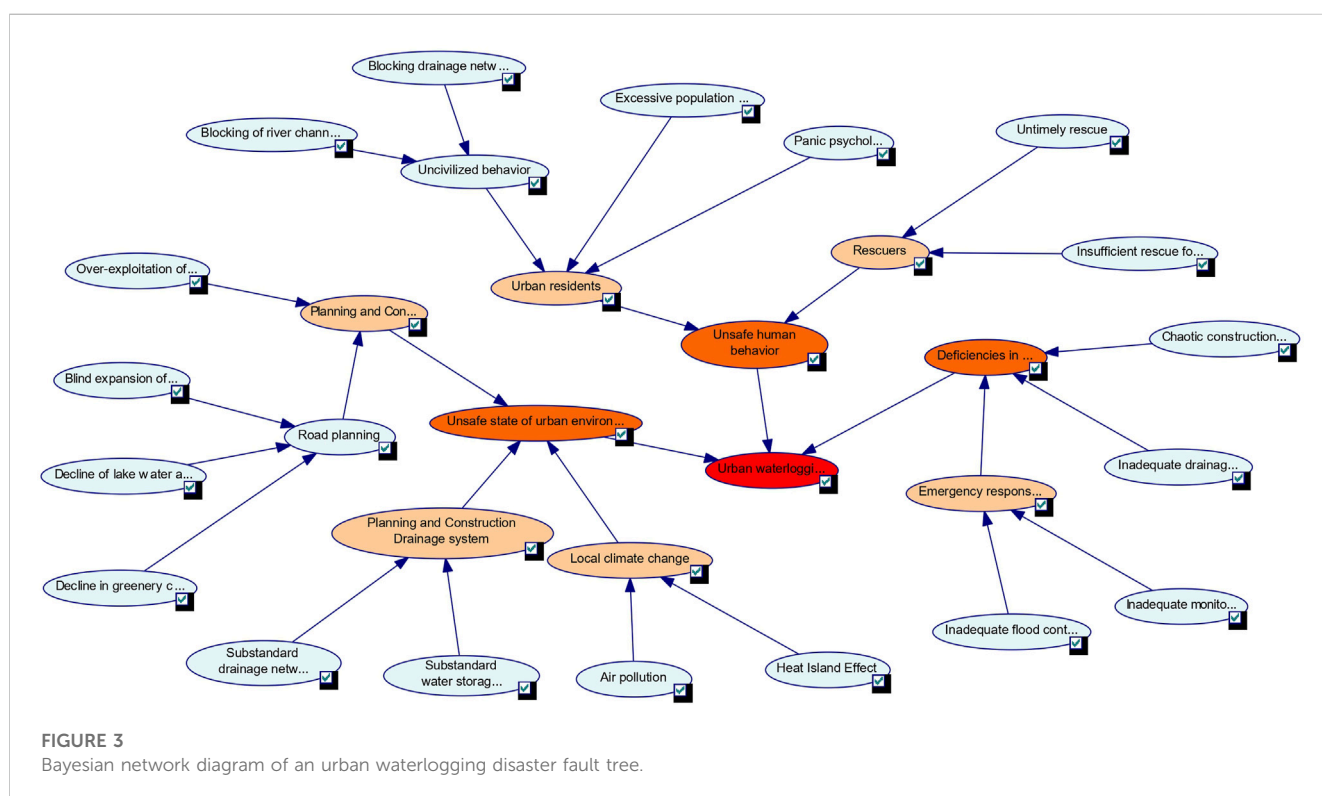 Blocking drainage netw ...
Excessive population ...
Blocking of river chann...
Untimely rescue
Panic psychol...
Uncivilized behavior
Rescuers
Insufficient rescue fo...
Over-exploitation of...
Urban residents
Planning and Con...
Unsafe human
behavior
Chaotic construction...
Deficiencies in ...
Blind expansion of...
Unsafe state of urban environ...
Road planning
Decline of lake water a...
Urban waterloggi...
Inadequate drainag...
Emergency respons...
Planning and Construction
Drainage system
Local climate change
Decline in greenery c...
Inadequate monito...
Inadequate flood cont...
Substandard
drainage netw...
Substandard
water storag...
Air pollution
Heat Island Effect
FIGURE 3
Bayesian network diagram of an urban waterlogging disaster fault tree.